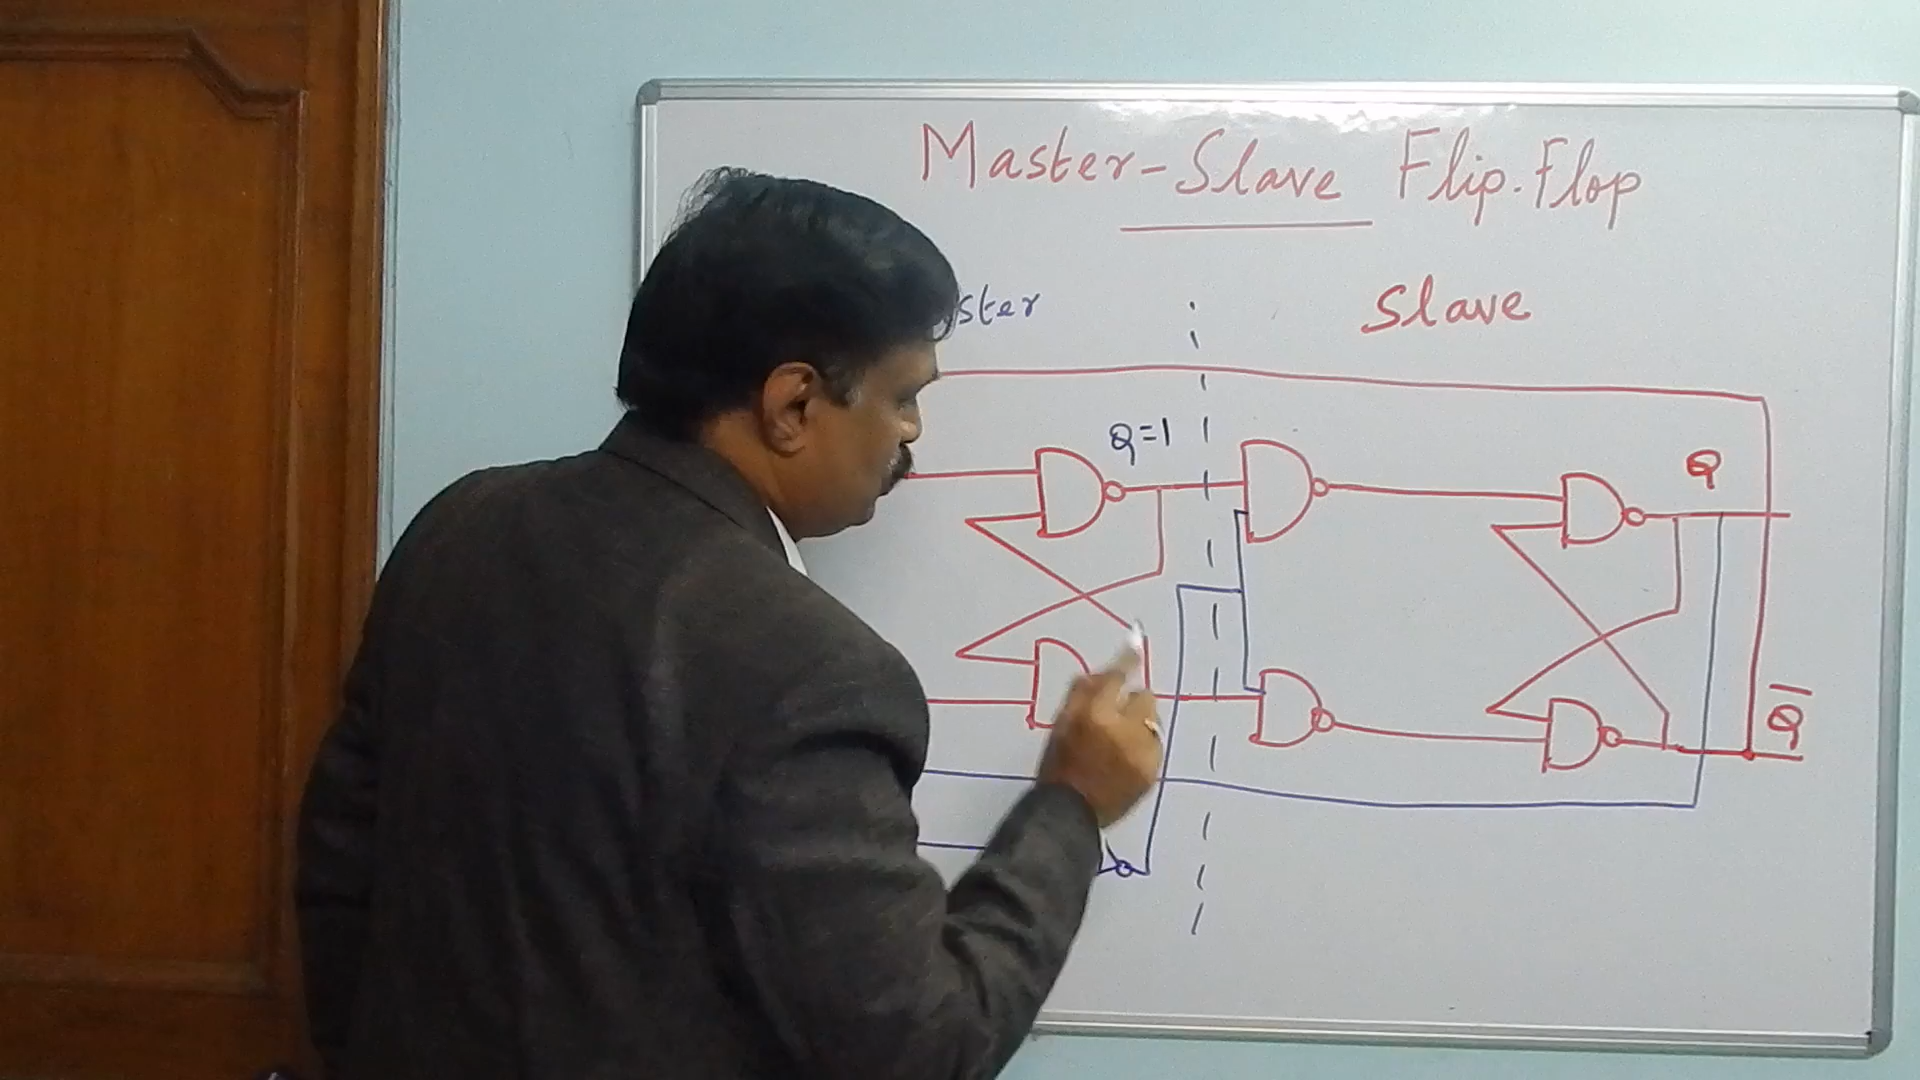 Master-Slave Flip.Flop
ster
Slave
Q=1
Q
Q̅